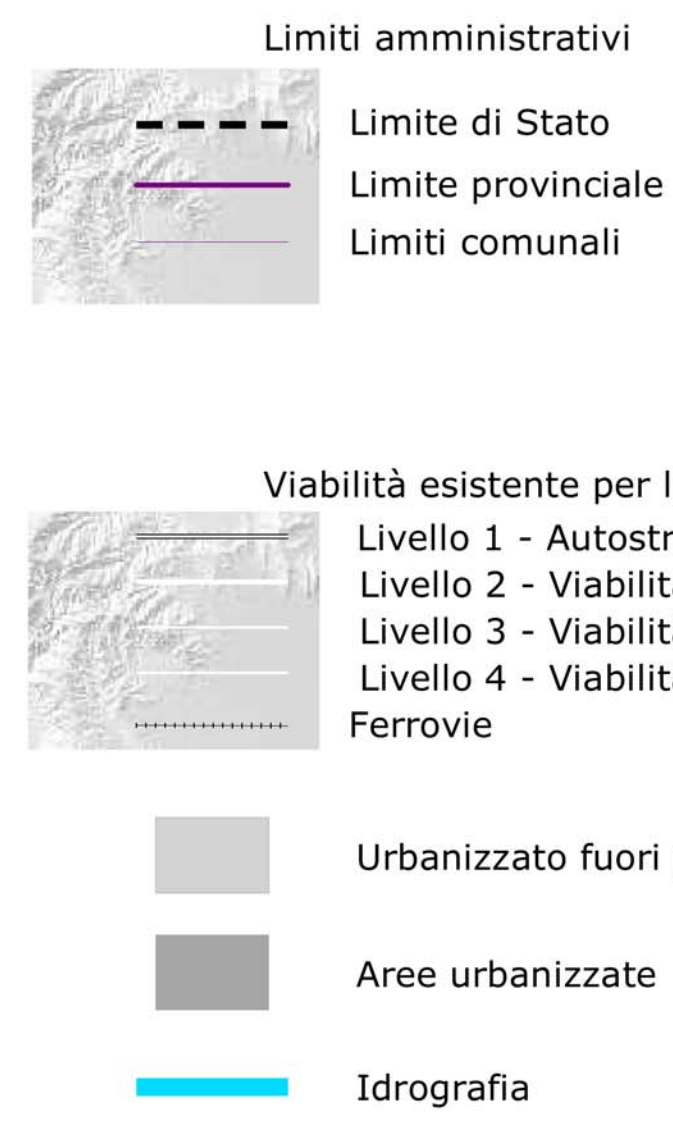 Limiti amministrativi
Limite di Stato
Limite provinciale
Limiti comunali
Viabilità esistente per l
Livello 1 - Autostr
Livello 2 - Viabilit
Livello 3 - Viabilit
Livello 4 - Viabilit
Ferrovie
Urbanizzato fuori
Aree urbanizzate
Idrografia